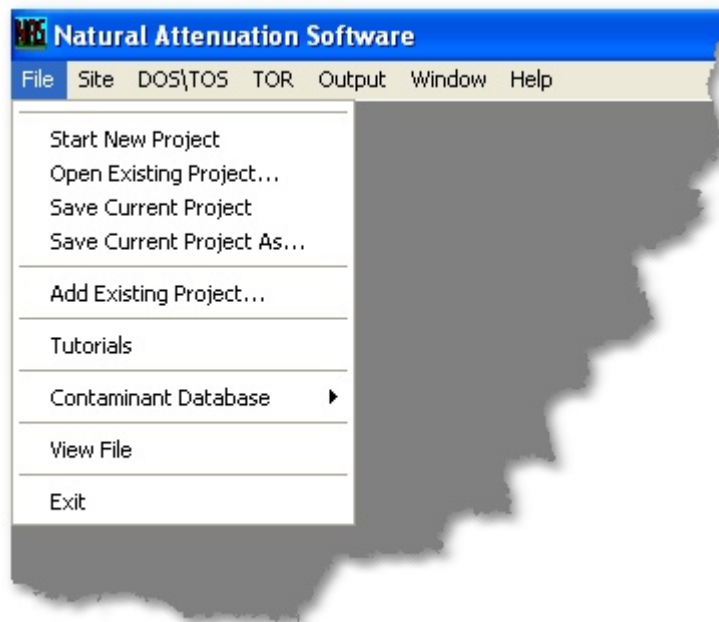 NAS Natural Attenuation Software
File Site DOS\TOS TOR Output Window Help
Start New Project
Open Existing Project...
Save Current Project
Save Current Project As...
Add Existing Project...
Tutorials
Contaminant Database
View File
Exit